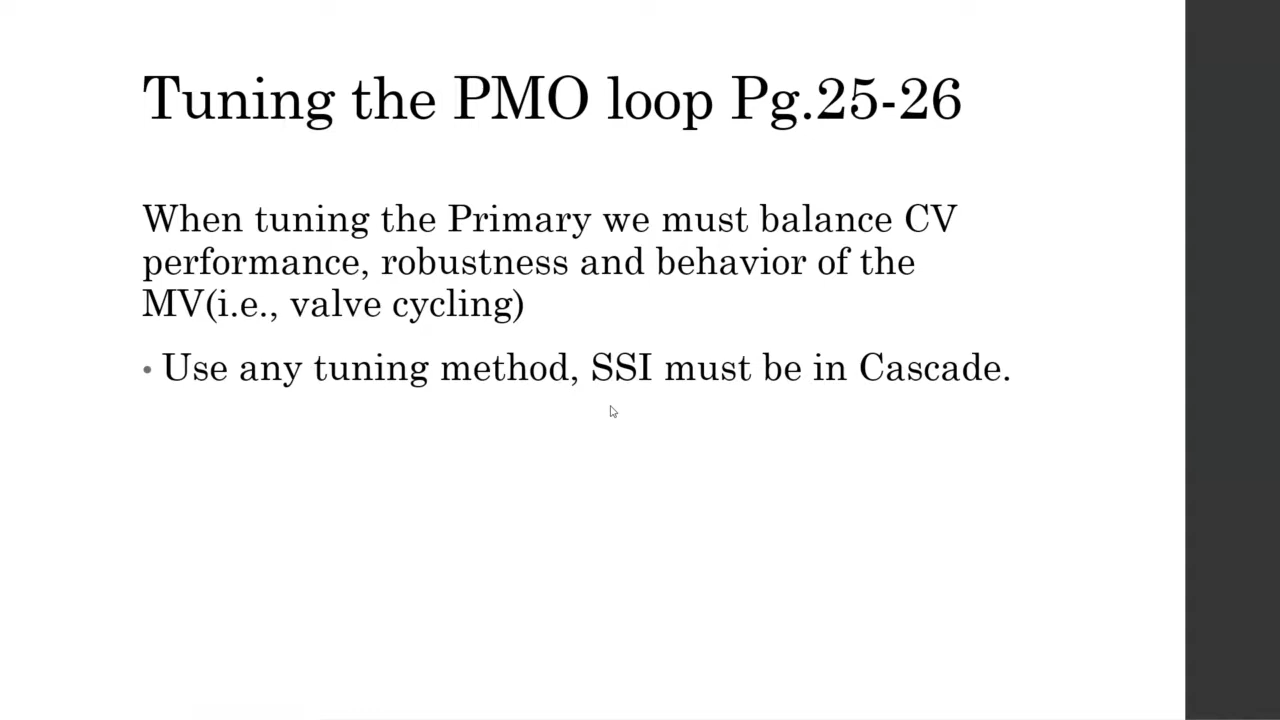 Tuning the PMO loop Pg.25-26
When tuning the Primary we must balance CV
performance, robustness and behavior of the
MV(i.e., valve cycling)
• Use any tuning method, SSI must be in Cascade.